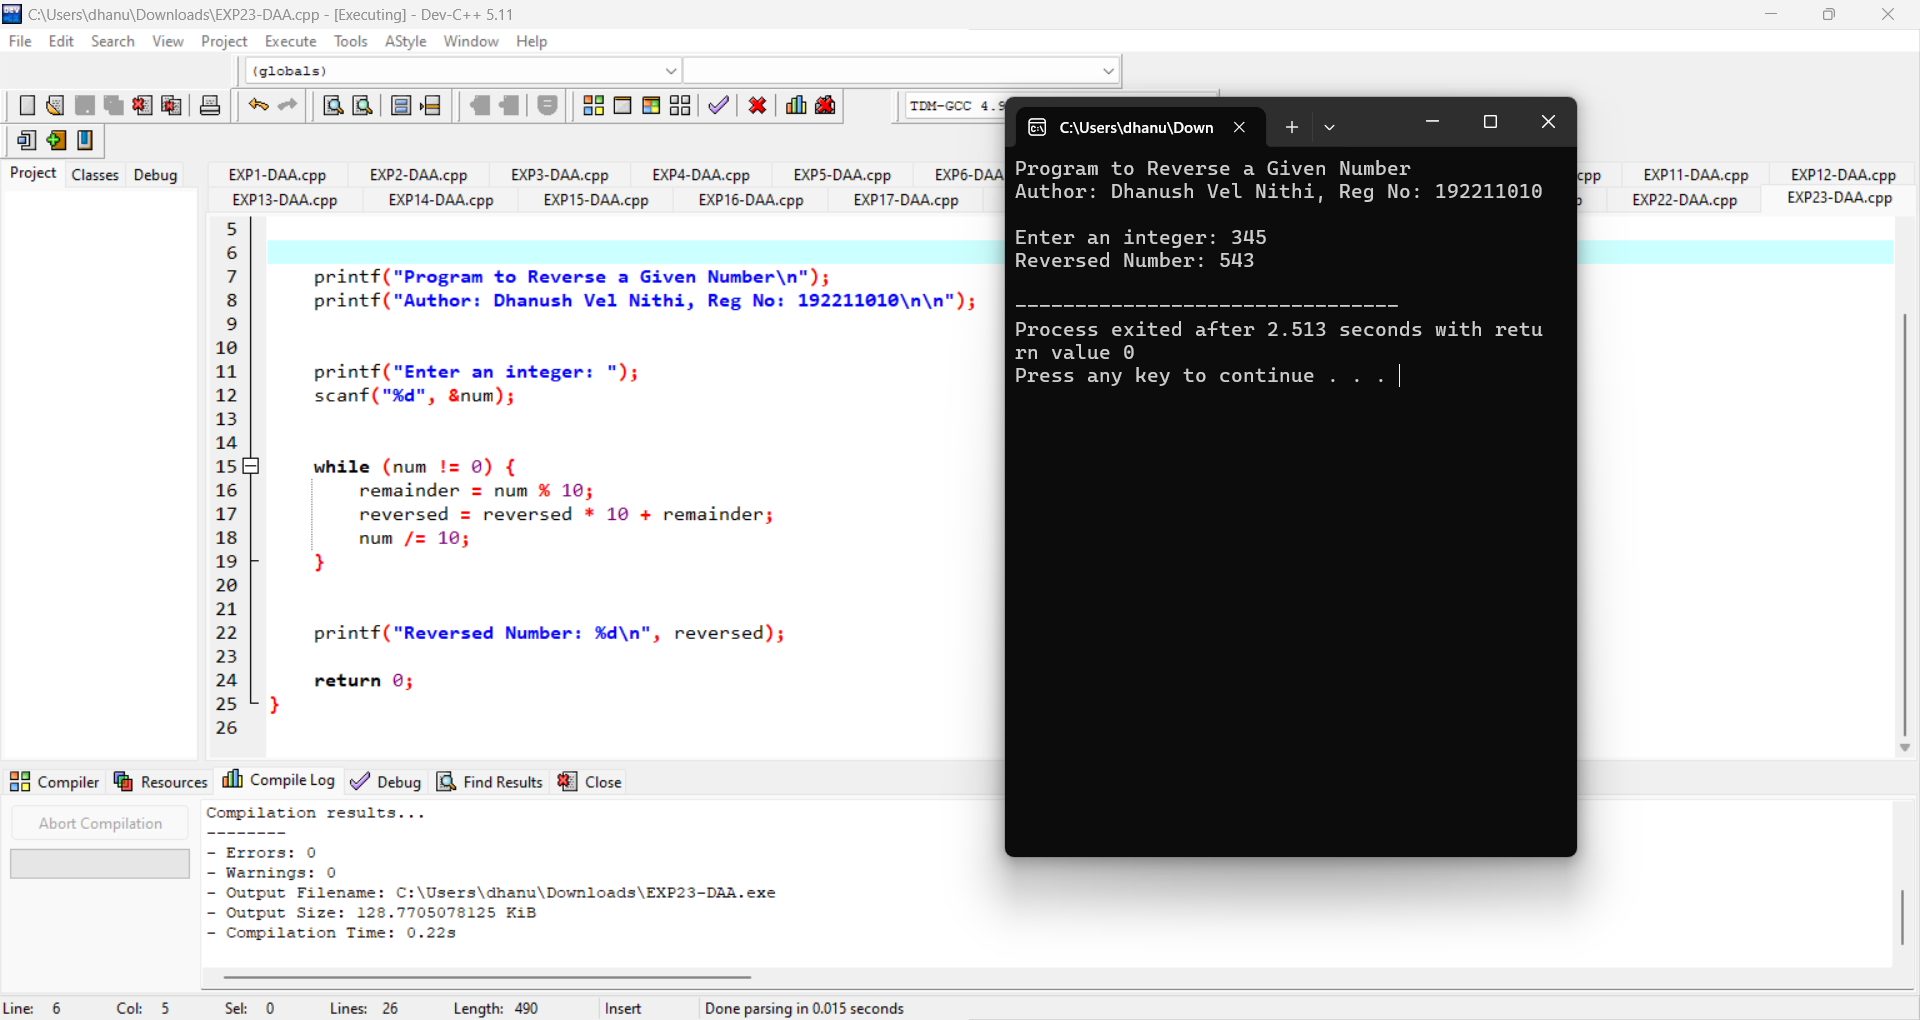 C:\Users\dhanu\Downloads\EXP23-DAA.cpp - [Executing] - Dev-C++ 5.11
File Edit Search View Project Execute Tools AStyle Window Help
(globals)
TDM-GCC 4.9
Project Classes Debug
EXP1-DAA.cpp EXP2-DAA.cpp EXP3-DAA.cpp EXP4-DAA.cpp EXP5-DAA.cpp EXP6-DAA cpp EXP11-DAA.cpp EXP12-DAA.cpp
EXP13-DAA.cpp EXP14-DAA.cpp EXP15-DAA.cpp EXP16-DAA.cpp EXP17-DAA.cpp EXP22-DAA.cpp EXP23-DAA.cpp
5
6
7 printf("Program to Reverse a Given Number\n");
8 printf("Author: Dhanush Vel Nithi, Reg No: 192211010\n\n");
9
10
11 printf("Enter an integer: ");
12 scanf("%d", &num);
13
14
15 while (num != 0) {
16 remainder = num % 10;
17 reversed = reversed * 10 + remainder;
18 num /= 10;
19 }
20
21
22 printf("Reversed Number: %d\n", reversed);
23
24 return 0;
25 }
26
C:\Users\dhanu\Down
Program to Reverse a Given Number
Author: Dhanush Vel Nithi, Reg No: 192211010
Enter an integer: 345
Reversed Number: 543
--------------------------------
Process exited after 2.513 seconds with retu
rn value 0
Press any key to continue . . .
Compiler Resources Compile Log Debug Find Results Close
Abort Compilation
Compilation results...
--------
- Errors: 0
- Warnings: 0
- Output Filename: C:\Users\dhanu\Downloads\EXP23-DAA.exe
- Output Size: 128.7705078125 KiB
- Compilation Time: 0.22s
Line: 6 Col: 5 Sel: 0 Lines: 26 Length: 490 Insert Done parsing in 0.015 seconds